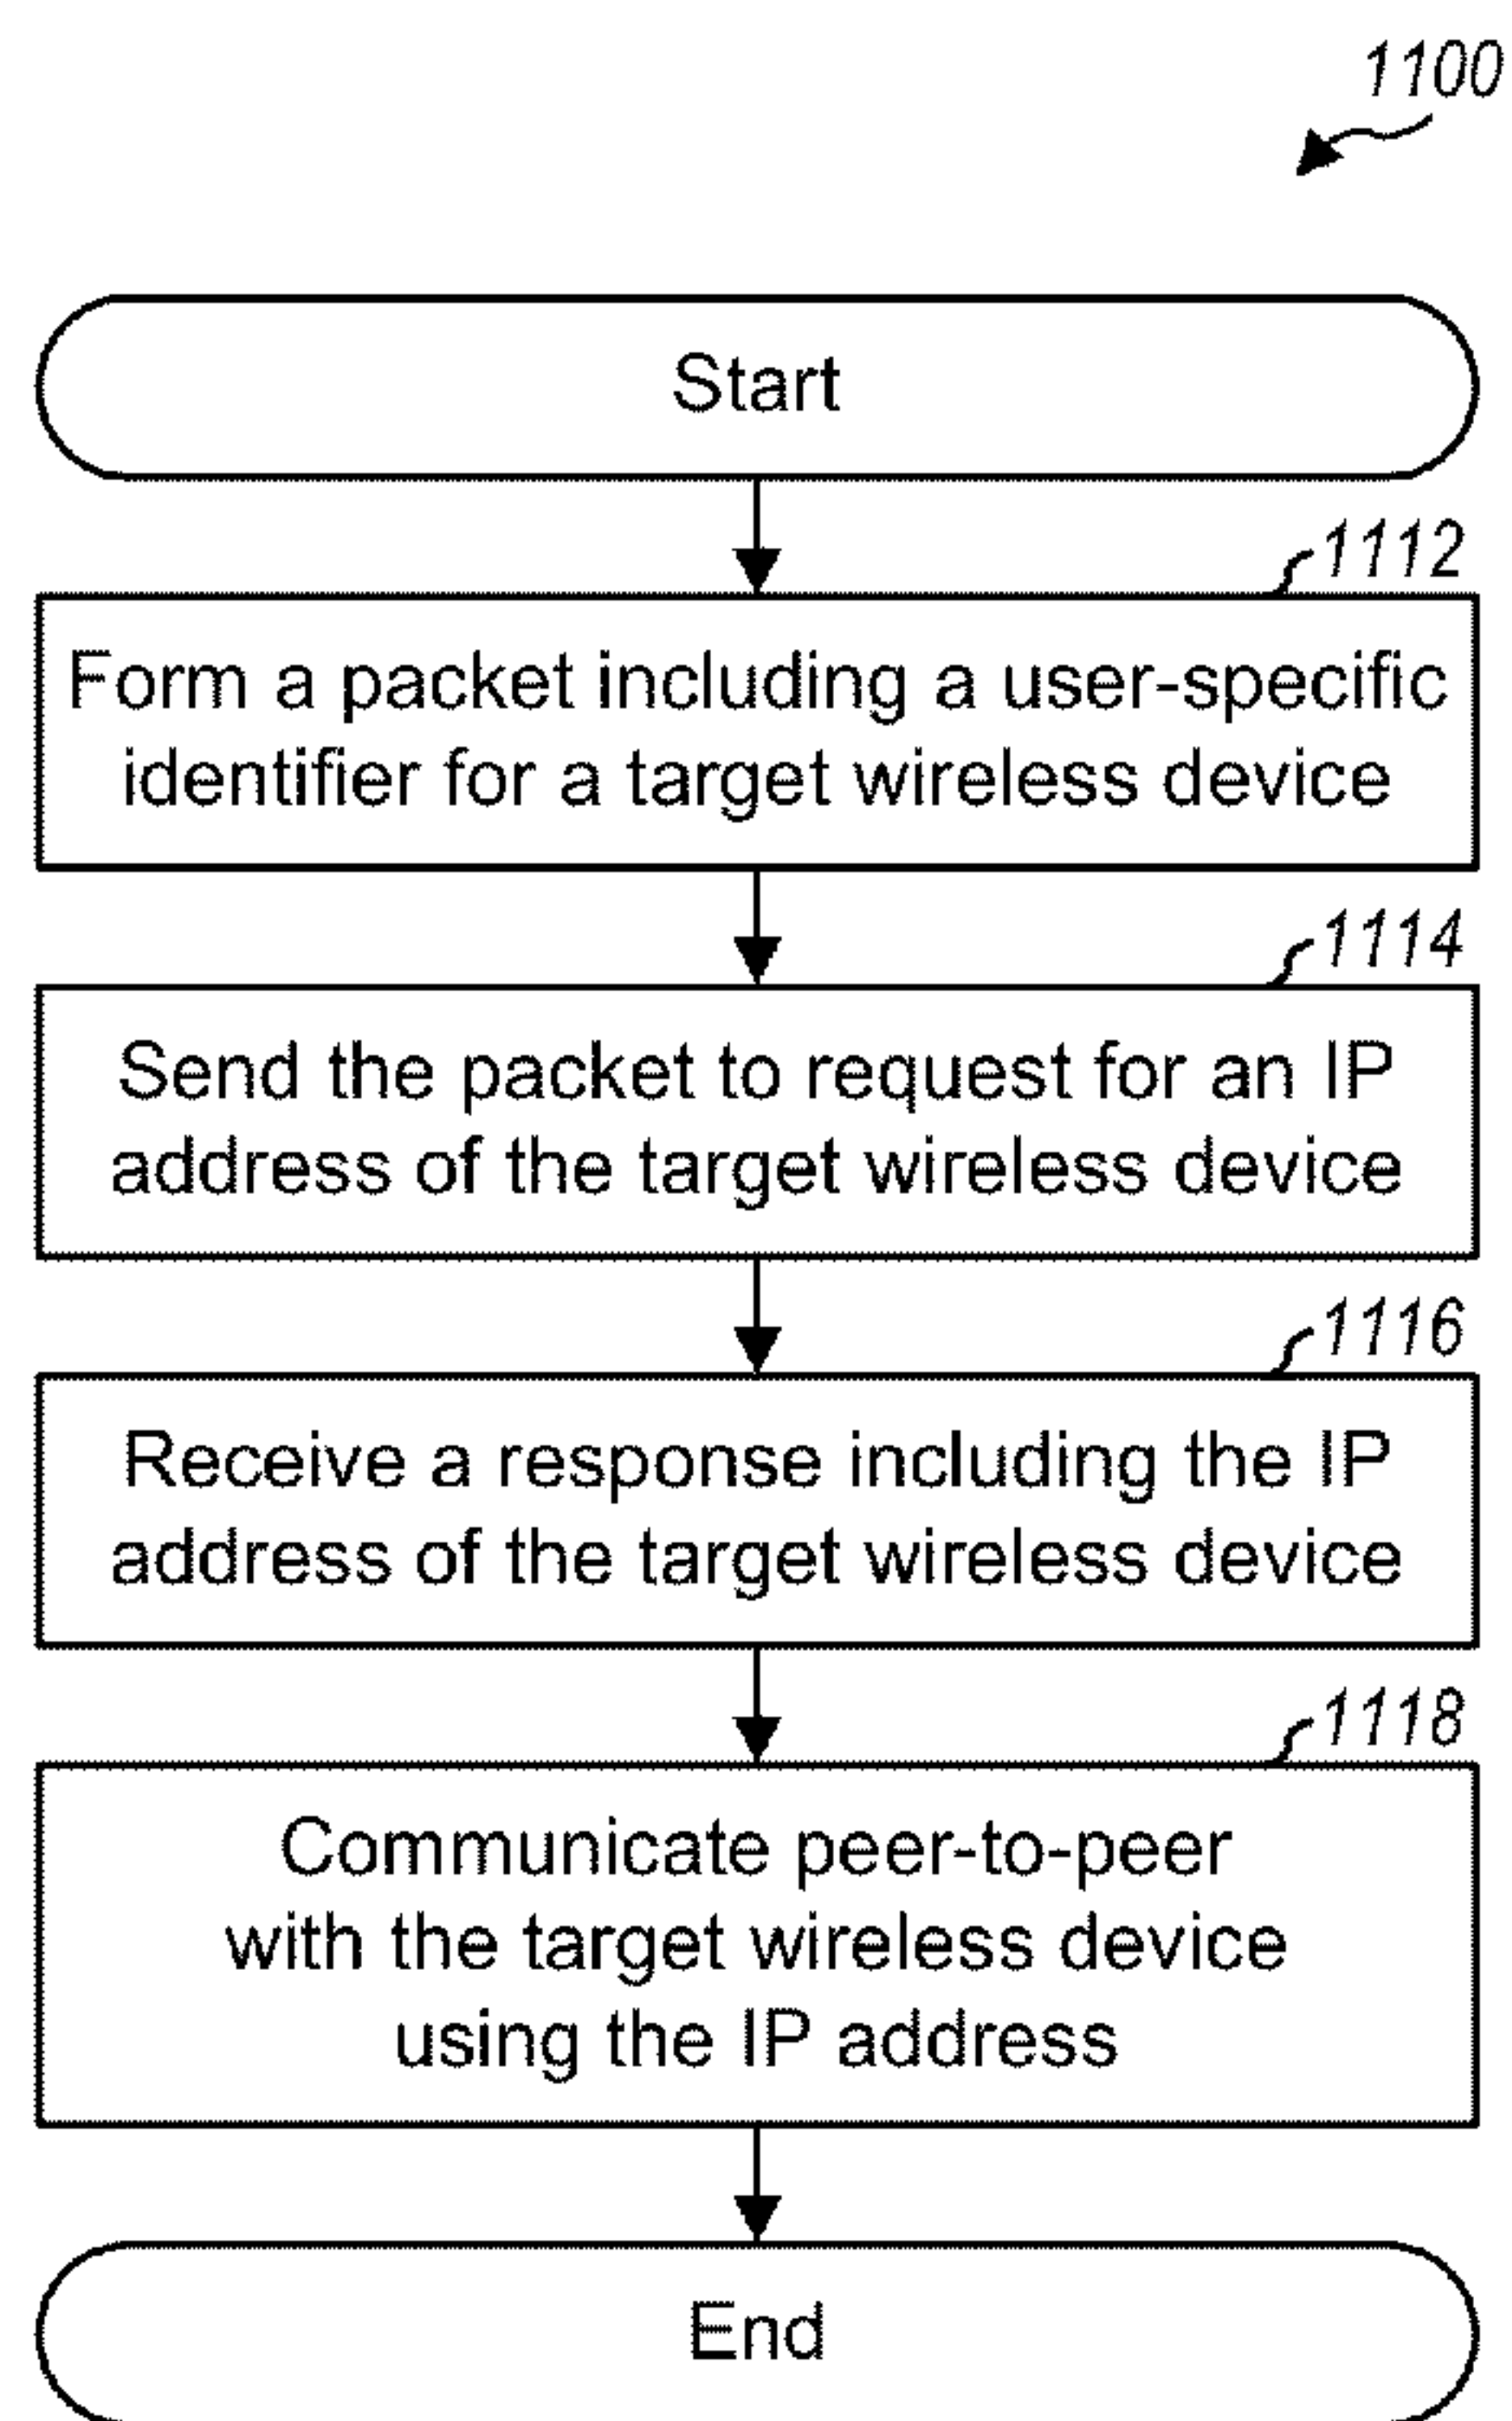 1100
Start
1112
Form a packet including a user-specific
identifier for a target wireless device
1114
Send the packet to request for an IP
address of the target wireless device
1116
Receive a response including the IP
address of the target wireless device
1118
Communicate peer-to-peer
with the target wireless device
using the IP address
End